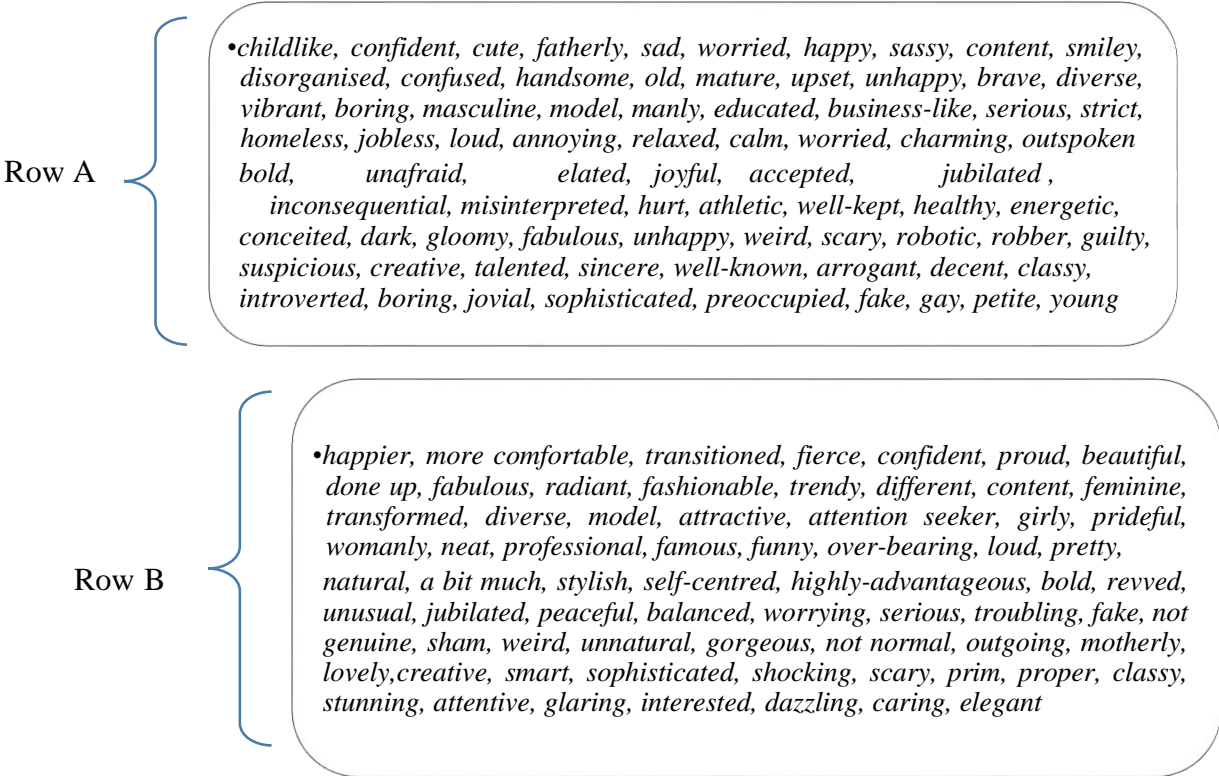 •childlike, confident, cute, fatherly, sad, worried, happy, sassy, content, smiley,
disorganised, confused, handsome, old, mature, upset, unhappy, brave, diverse,
vibrant, boring, masculine, model, manly, educated, business-like, serious, strict,
homeless, jobless, loud, annoying, relaxed, calm, worried, charming, outspoken
Row A
bold, unafraid, elated, joyful, accepted, jubilated ,
inconsequential, misinterpreted, hurt, athletic, well-kept, healthy, energetic,
conceited, dark, gloomy, fabulous, unhappy, weird, scary, robotic, robber, guilty,
suspicious, creative, talented, sincere, well-known, arrogant, decent, classy,
introverted, boring, jovial, sophisticated, preoccupied, fake, gay, petite, young
•happier, more comfortable, transitioned, fierce, confident, proud, beautiful,
done up, fabulous, radiant, fashionable, trendy, different, content, feminine,
transformed, diverse, model, attractive, attention seeker, girly, prideful,
womanly, neat, professional, famous, funny, over-bearing, loud, pretty,
Row B
natural, a bit much, stylish, self-centred, highly-advantageous, bold, revved,
unusual, jubilated, peaceful, balanced, worrying, serious, troubling, fake, not
genuine, sham, weird, unnatural, gorgeous, not normal, outgoing, motherly,
lovely,creative, smart, sophisticated, shocking, scary, prim, proper, classy,
stunning, attentive, glaring, interested, dazzling, caring, elegant